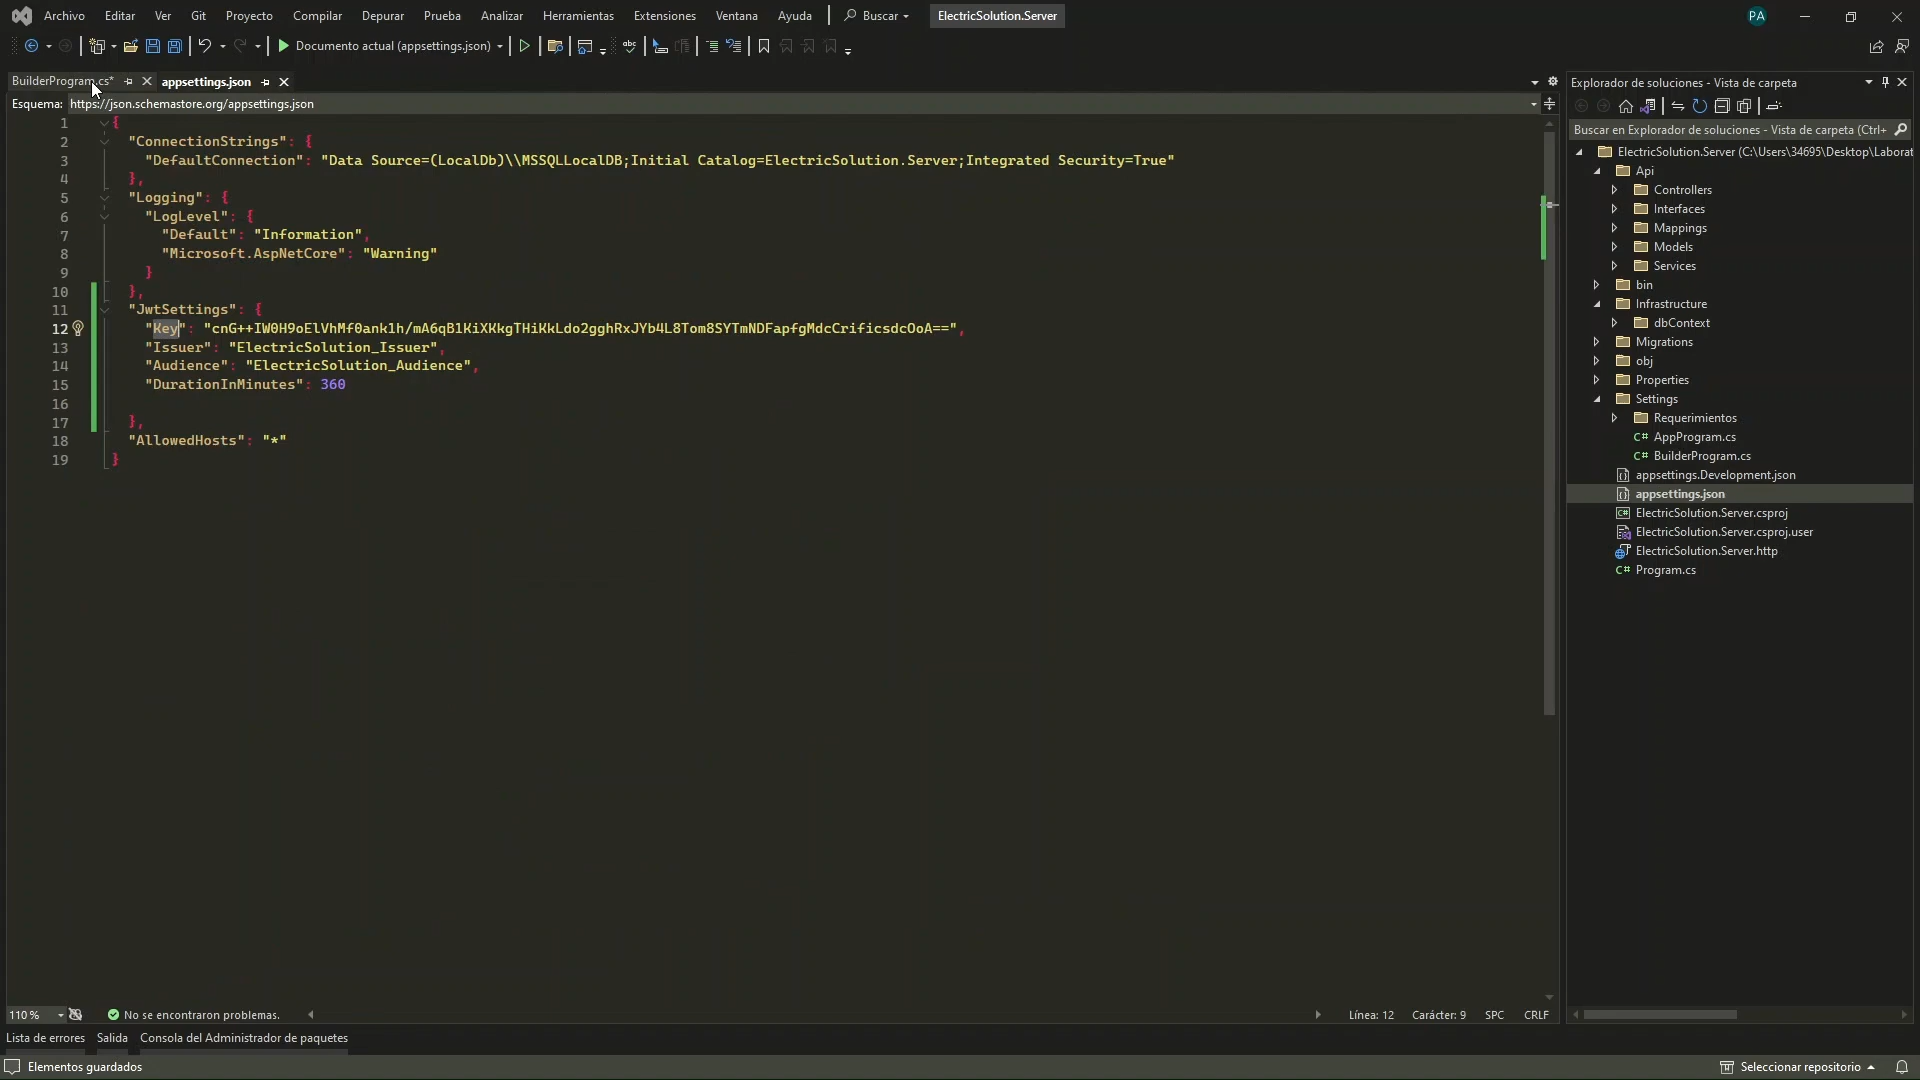 Archivo Editar Ver Git Proyecto Compilar Depurar Prueba Analizar Herramientas Extensiones Ventana Ayuda Buscar ElectricSolution.Server PA
Documento actual (appsettings.json)
BuilderProgram.cs* appsettings.json
Esquema: https://json.schemastore.org/appsettings.json
1 {
2 "ConnectionStrings": {
3 "DefaultConnection": "Data Source=(LocalDb)\\MSSQLLocalDB;Initial Catalog=ElectricSolution.Server;Integrated Security=True"
4 },
5 "Logging": {
6 "LogLevel": {
7 "Default": "Information",
8 "Microsoft.AspNetCore": "Warning"
9 }
10 },
11 "JwtSettings": {
12 "Key": "cnG++IW0H9oElVhMf0ank1h/mA6qB1KiXKkgTHiKkLdo2gghRxJYb4L8Tom8SYTmNDFapfgMdcCrificsdcOoA==",
13 "Issuer": "ElectricSolution_Issuer",
14 "Audience": "ElectricSolution_Audience",
15 "DurationInMinutes": 360
16
17 },
18 "AllowedHosts": "*"
19 }
110 % No se encontraron problemas. Línea: 12 Carácter: 9 SPC CRLF
Lista de errores Salida Consola del Administrador de paquetes
Elementos guardados Seleccionar repositorio
Explorador de soluciones - Vista de carpeta
Buscar en Explorador de soluciones - Vista de carpeta (Ctrl+
ElectricSolution.Server (C:\Users\34695\Desktop\Laborat
Api
Controllers
Interfaces
Mappings
Models
Services
bin
Infrastructure
dbContext
Migrations
obj
Properties
Settings
Requerimientos
C# AppProgram.cs
C# BuilderProgram.cs
appsettings.Development.json
appsettings.json
ElectricSolution.Server.csproj
ElectricSolution.Server.csproj.user
ElectricSolution.Server.http
C# Program.cs